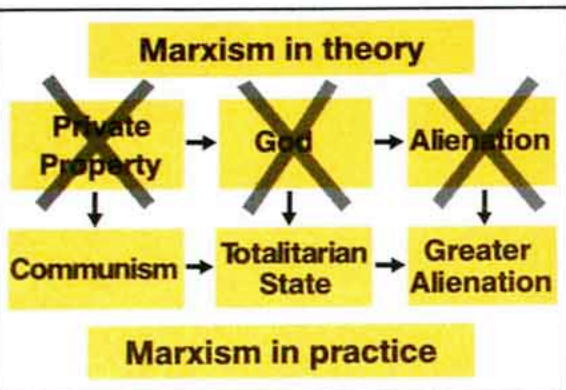 Marxism in theory
Private
Property
God
Alienation
Communism
Totalitarian
State
Greater
Alienation
Marxism in practice